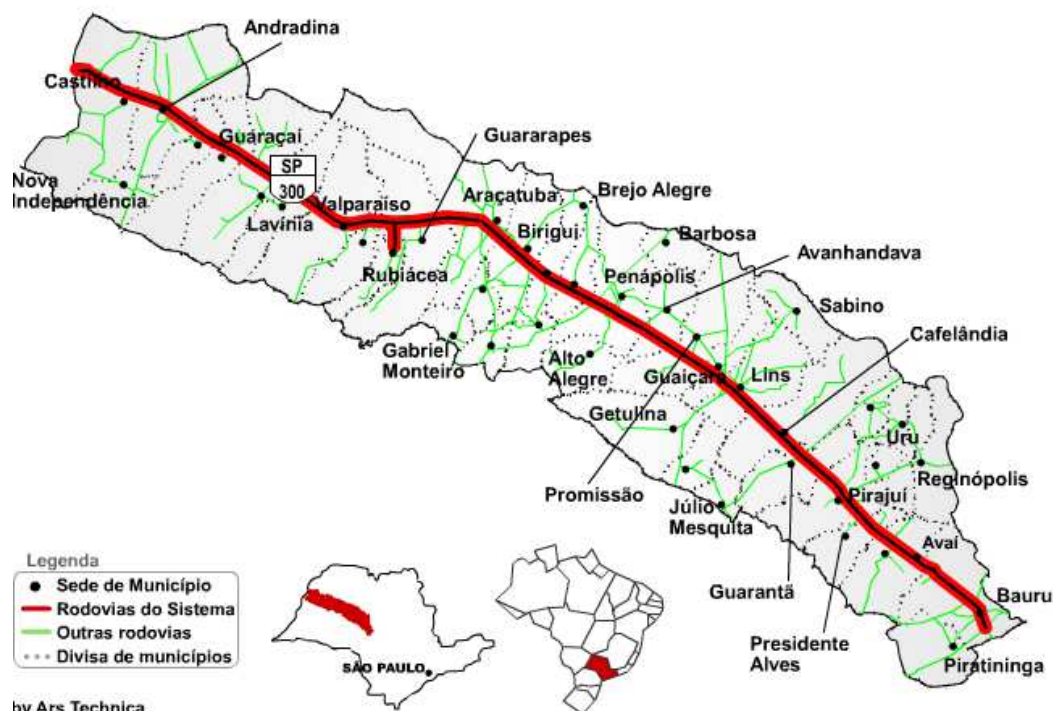 Andradina
Castilho
Guaraçaí
Guararapes
SP
300
Nova
Independência
Lavínia
Valparaíso
Araçatuba
Brejo Alegre
Birigui
Barbosa
Rubiácea
Penápolis
Avanhandava
Sabino
Gabriel
Monteiro
Alto
Alegre
Guaiçara
Lins
Cafelândia
Getulina
Uru
Reginópolis
Promissão
Júlio
Mesquita
Pirajuí
Avaí
Guarantã
Bauru
Presidente
Alves
Piratininga
Legenda
Sede de Município
Rodovias do Sistema
Outras rodovias
Divisa de municípios
SÃO PAULO
by Ars Technica